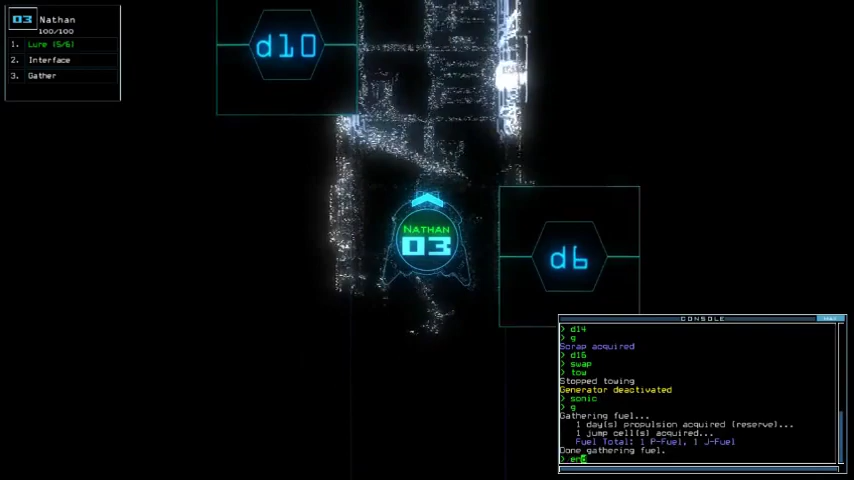 03 Nathan
100/100
1. Lure (5/6)
2. Interface
3. Gather
d10
NATHAN
03
d6
CONSOLE
> d14
> g
Scrap acquired
> d16
> swap
> tow
Stopped towing
Generator deactivated
> sonic
> g
Gathering fuel...
1 day(s) propulsion acquired (reserve)...
1 jump cell(s) acquired...
Fuel Total: 1 P-Fuel, 1 J-Fuel
Done gathering fuel.
> end